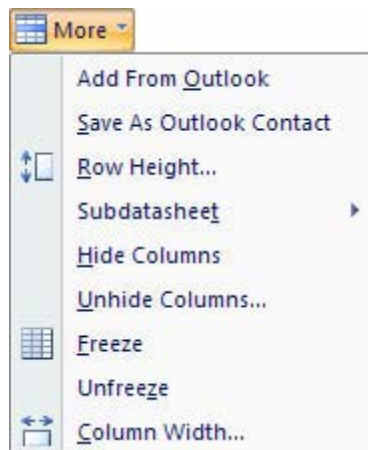 More
Add From Outlook
Save As Outlook Contact
Row Height...
Subdatasheet
Hide Columns
Unhide Columns...
Freeze
Unfreeze
Column Width...